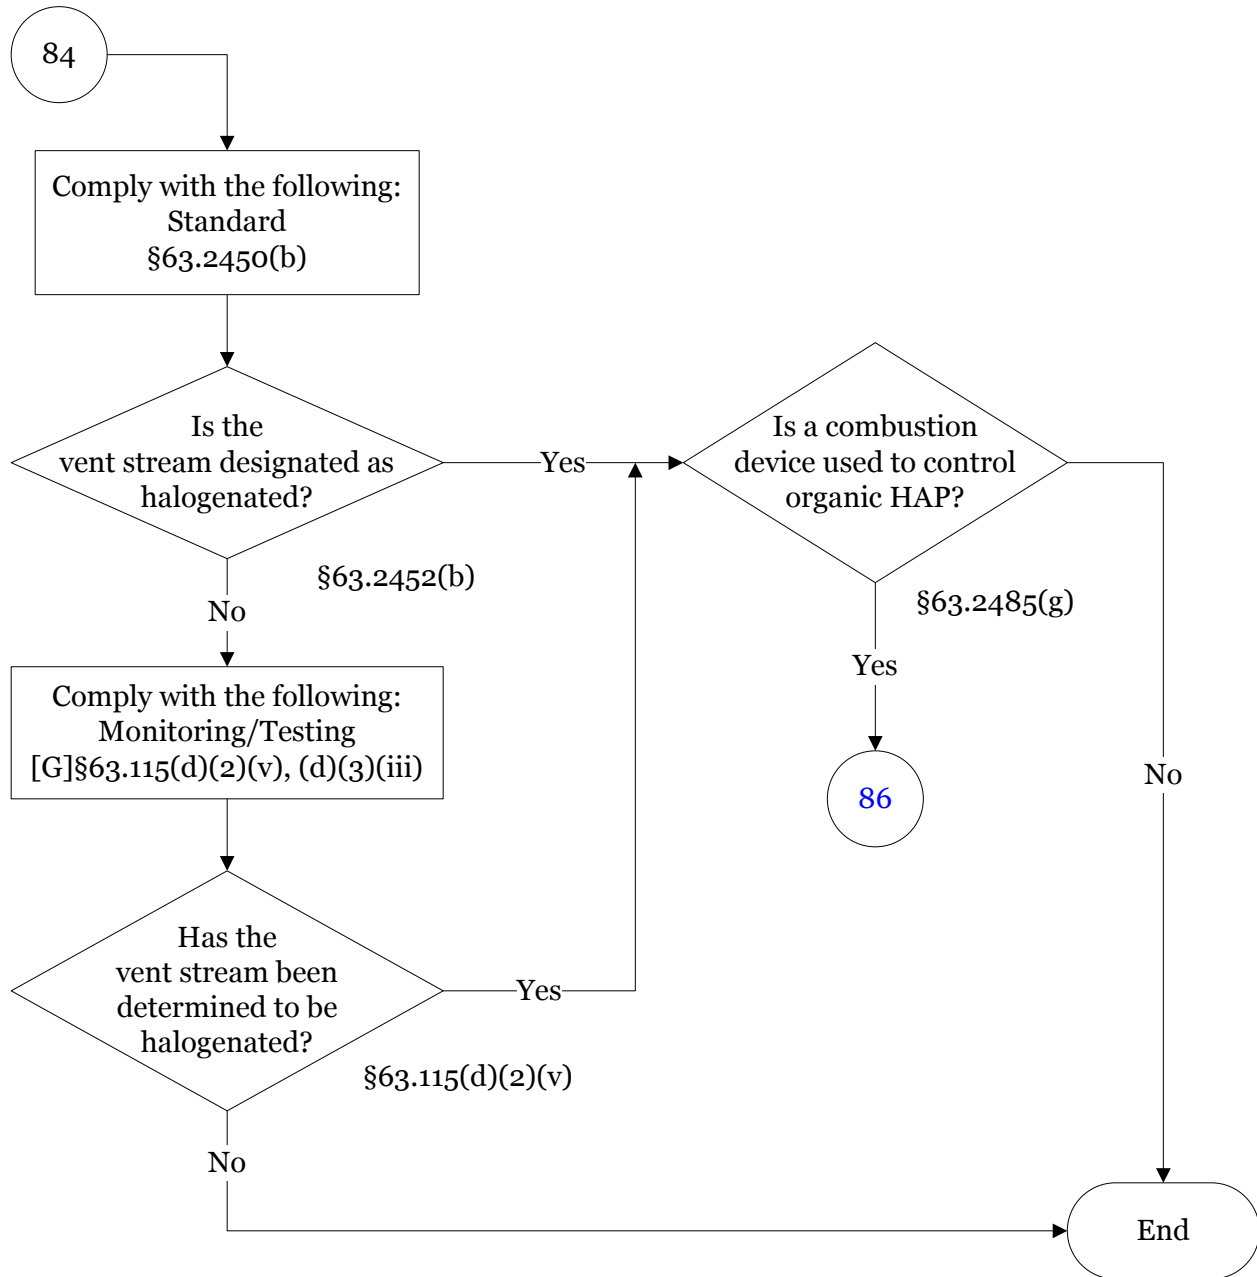 84
Comply with the following:
Standard
§63.2450(b)
Is the
vent stream designated as
halogenated?
Yes
§63.2452(b)
No
Is a combustion
device used to control
organic HAP?
§63.2485(g)
Yes
86
No
Comply with the following:
Monitoring/Testing
[G]§63.115(d)(2)(v), (d)(3)(iii)
Has the
vent stream been
determined to be
halogenated?
Yes
§63.115(d)(2)(v)
No
End